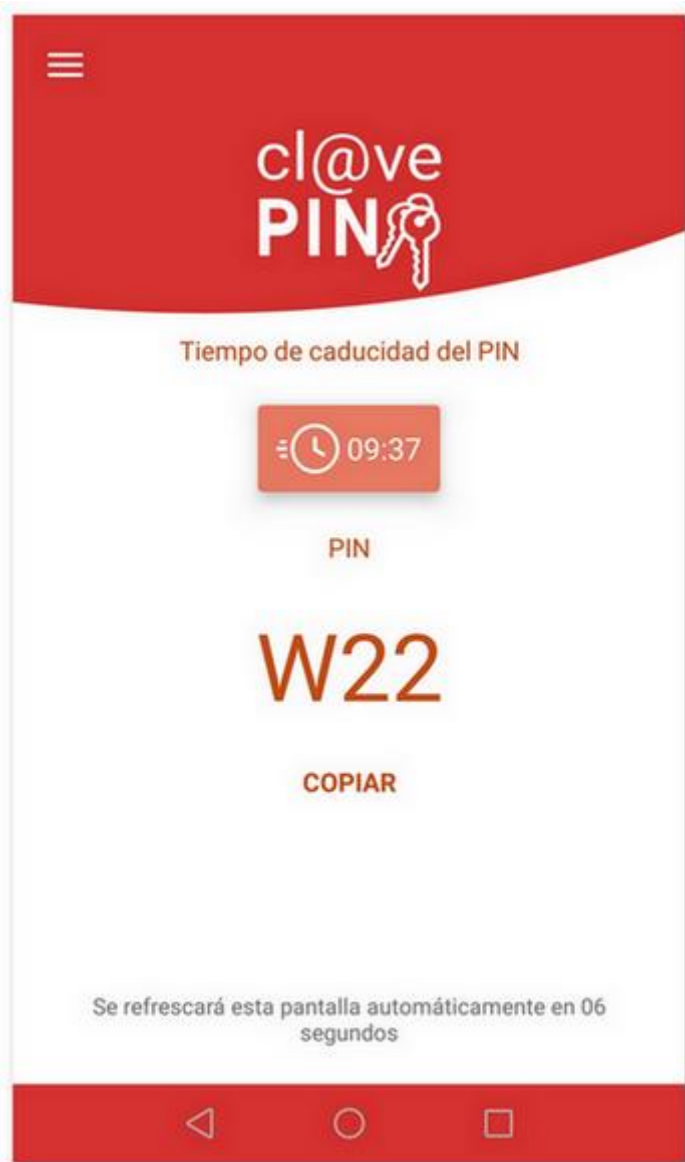 cl@ve
PIN
Tiempo de caducidad del PIN
09:37
PIN
W22
COPIAR
Se refrescará esta pantalla automáticamente en 06
segundos